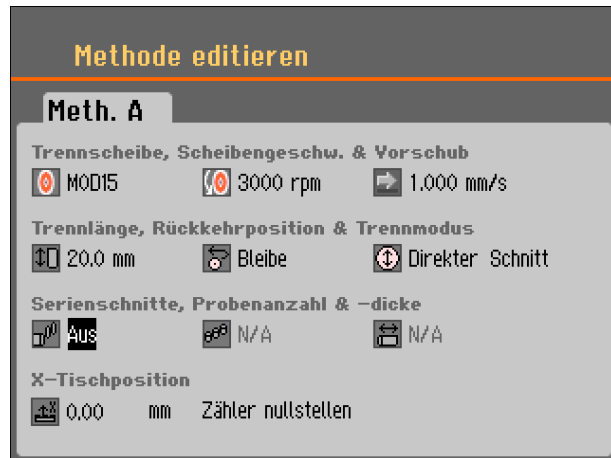 Methode editieren
Meth. A
Trennscheibe, Scheibengeschw. & Vorschub
MOD15 3000 rpm 1.000 mm/s
Trennlänge, Rückkehrposition & Trennmodus
20.0 mm Bleibe Direkter Schnitt
Serienschnitte, Probenanzahl & -dicke
Aus N/A N/A
X-Tischposition
0.00 mm Zähler nullstellen